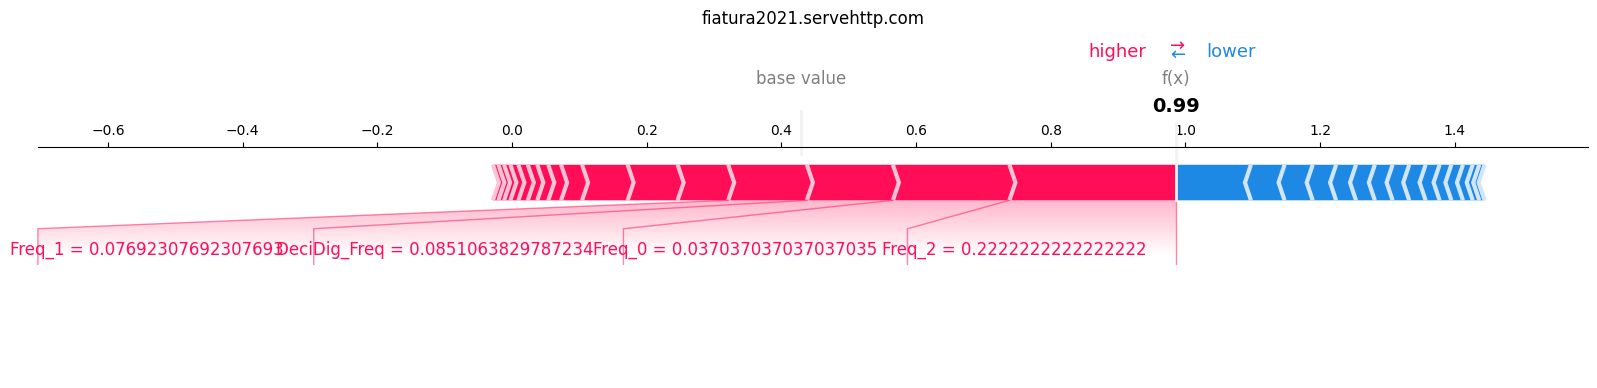 fiatura2021.servehttp.com
higher ⇄ lower
base value f(x)
0.99
−0.6 −0.4 −0.2 0.0 0.2 0.4 0.6 0.8 1.0 1.2 1.4
Freq_1 = 0.07692307692307693 DeciDig_Freq = 0.0851063829787234 Freq_0 = 0.037037037037037035 Freq_2 = 0.2222222222222222